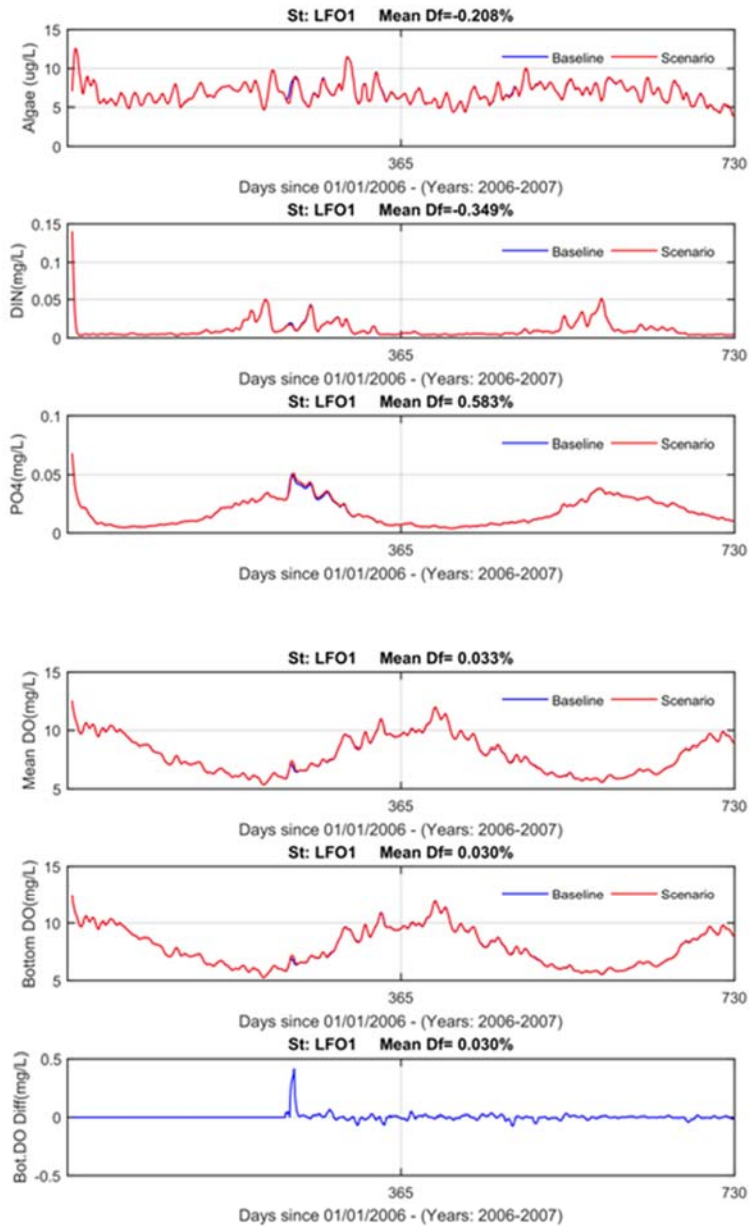 St: LFO1 Mean Df=-0.208%
15
10
5
0
Algae (ug/L)
Baseline Scenario
365 730
Days since 01/01/2006 - (Years: 2006-2007)
St: LFO1 Mean Df=-0.349%
0.15
0.1
0.05
0
DIN(mg/L)
Baseline Scenario
365 730
Days since 01/01/2006 - (Years: 2006-2007)
St: LFO1 Mean Df= 0.583%
0.1
0.05
0
PO4(mg/L)
Baseline Scenario
365 730
Days since 01/01/2006 - (Years: 2006-2007)
St: LFO1 Mean Df= 0.033%
15
10
5
Mean DO(mg/L)
Baseline Scenario
365 730
Days since 01/01/2006 - (Years: 2006-2007)
St: LFO1 Mean Df= 0.030%
15
10
5
Bottom DO(mg/L)
Baseline Scenario
365 730
Days since 01/01/2006 - (Years: 2006-2007)
St: LFO1 Mean Df= 0.030%
0.5
0
-0.5
Bot.DO Diff(mg/L)
365 730
Days since 01/01/2006 - (Years: 2006-2007)